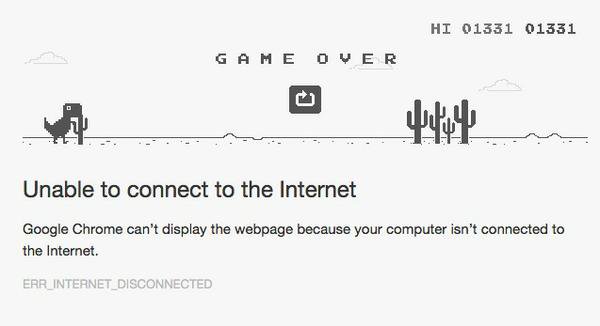 HI 01331 01331
GAME OVER
Unable to connect to the Internet
Google Chrome can't display the webpage because your computer isn't connected to
the Internet.
ERR_INTERNET_DISCONNECTED